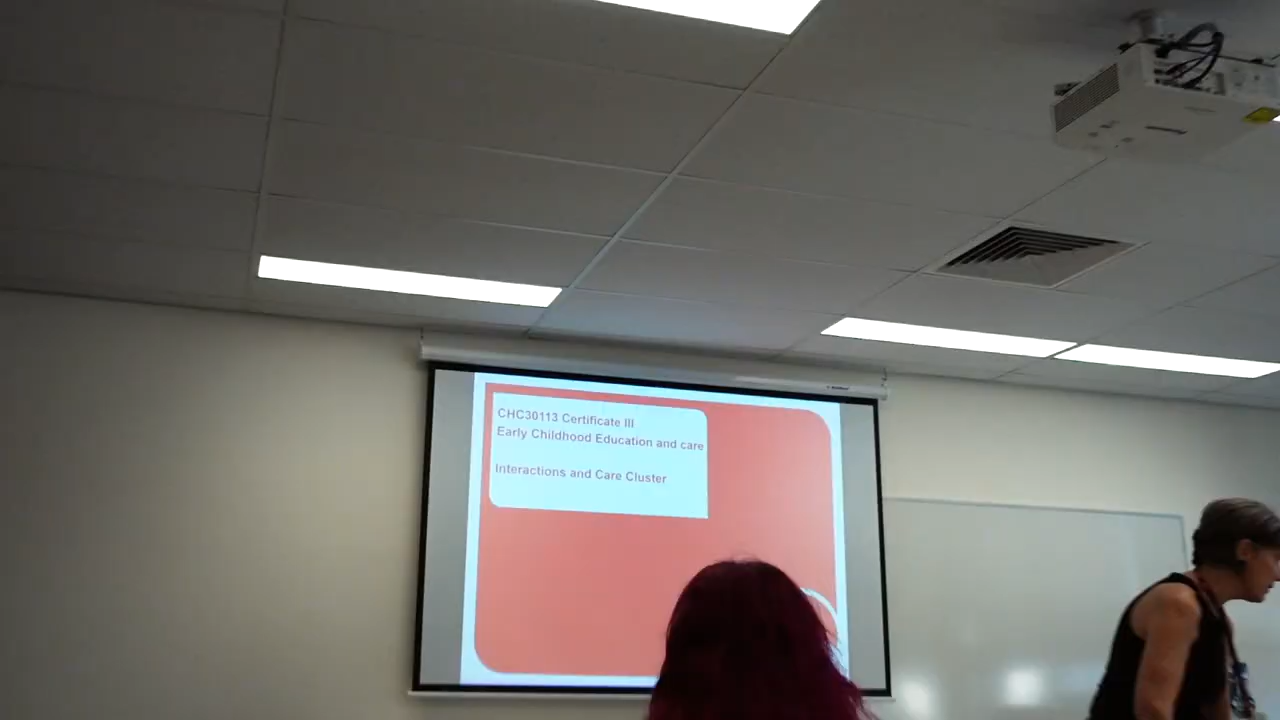 CHC30113 Certificate III
Early Childhood Education and care
Interactions and Care Cluster